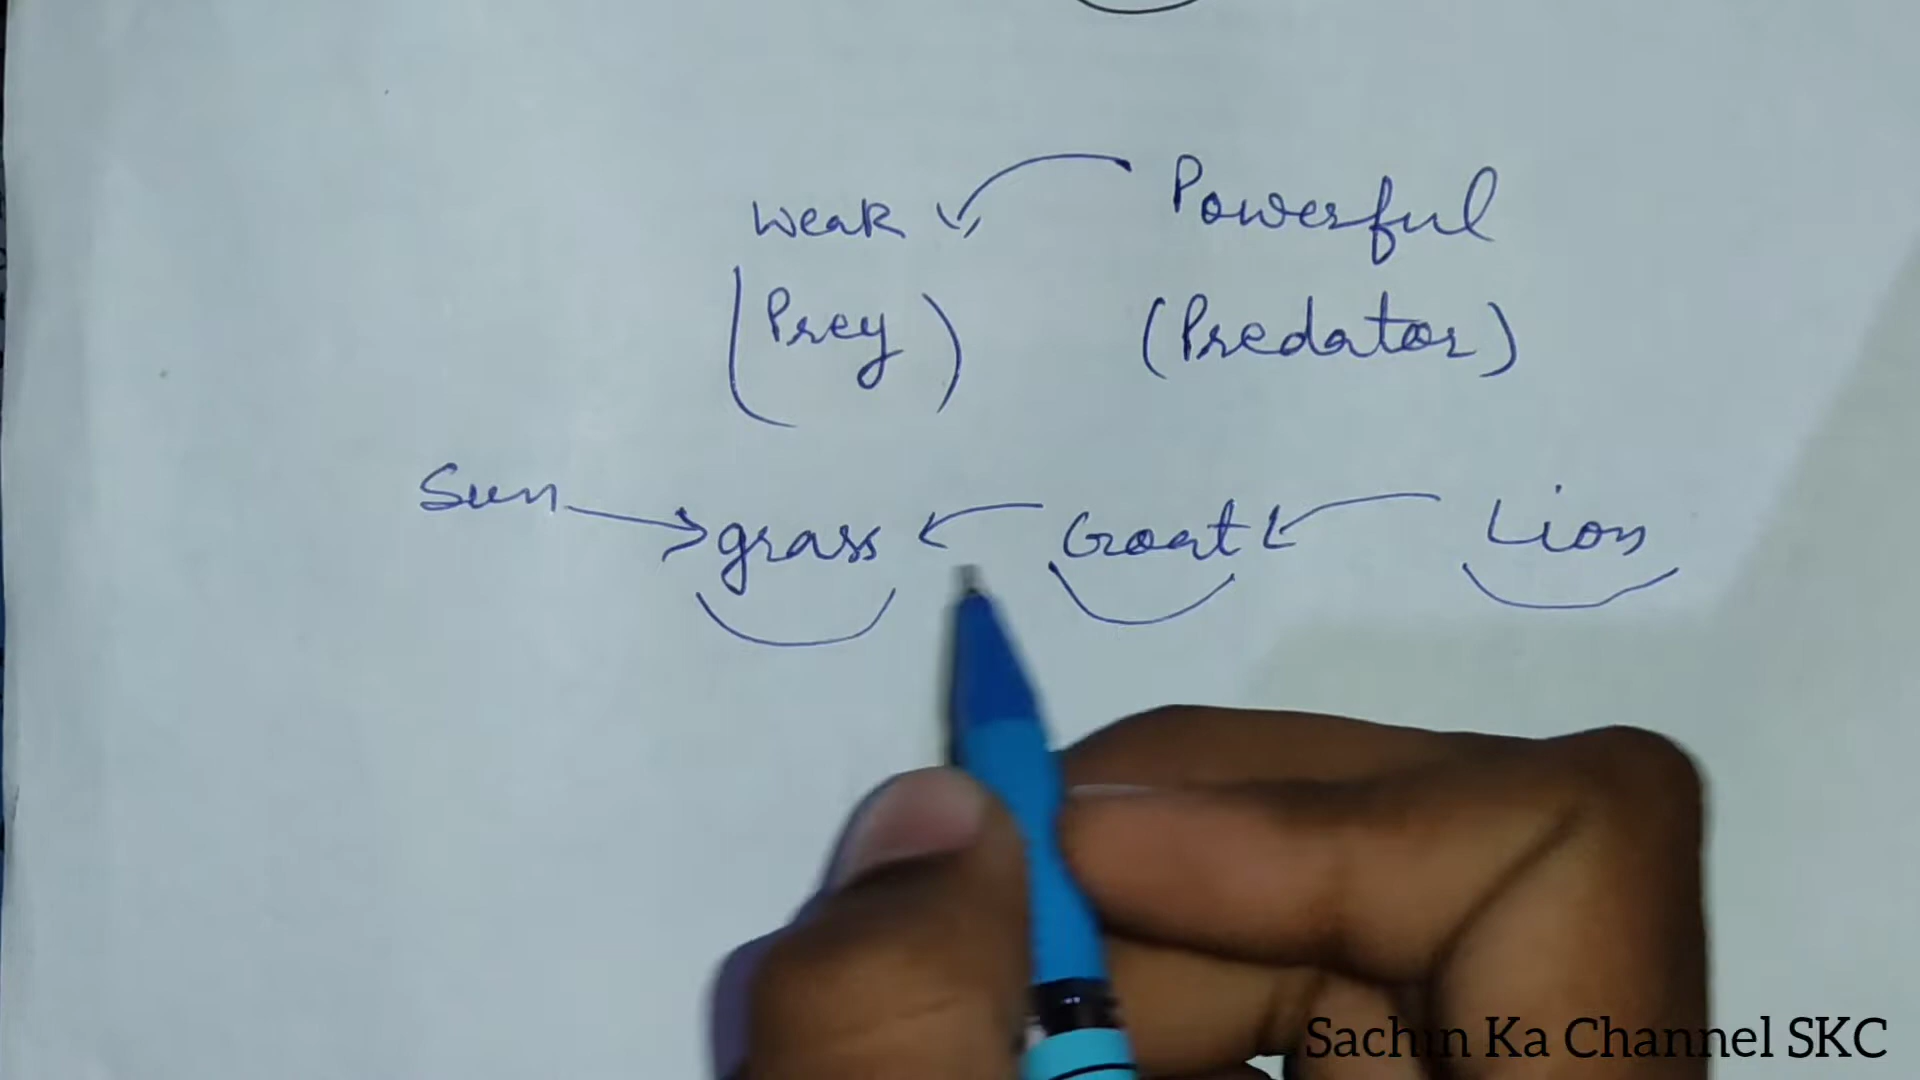 Weak Powerful
(Prey) (Predator)
Sun grass Goat Lion
Sachin Ka Channel SKC